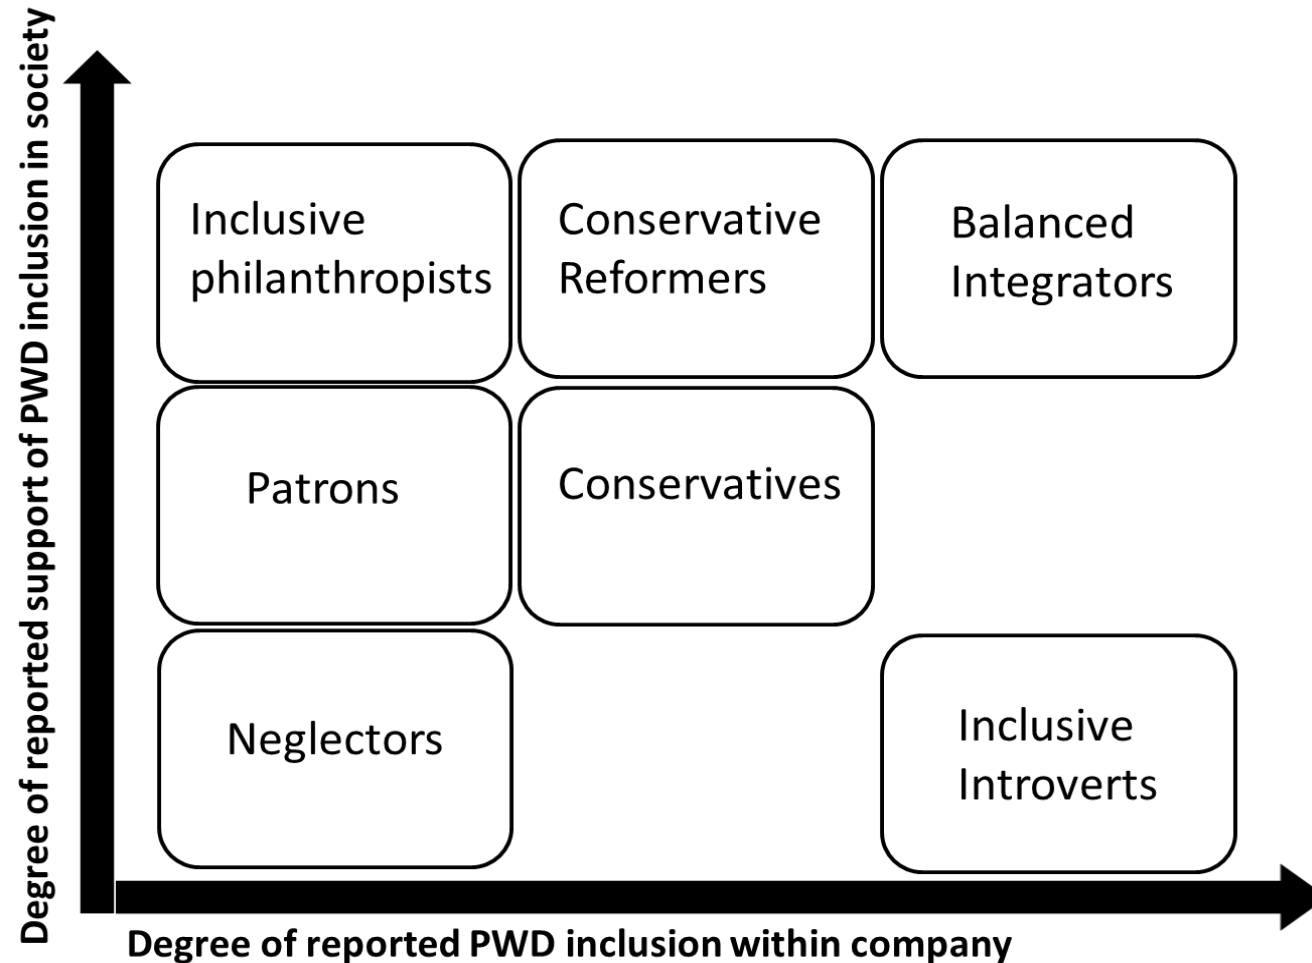 Degree of reported support of PWD inclusion in society
Inclusive
philanthropists
Conservative
Reformers
Balanced
Integrators
Patrons
Conservatives
Neglectors
Inclusive
Introverts
Degree of reported PWD inclusion within company